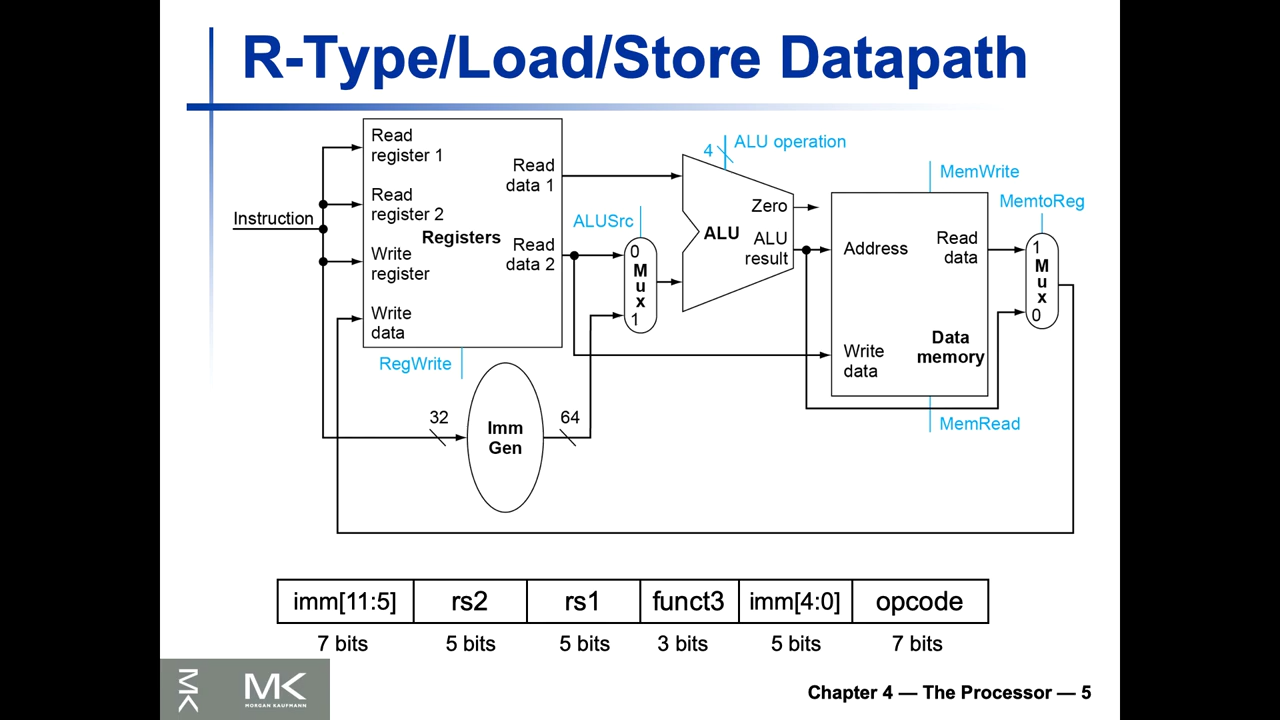 R-Type/Load/Store Datapath
Read
register 1
Read
register 2
Write
register
Write
data
Registers
Read
data 1
Read
data 2
Instruction
RegWrite
32
Imm
Gen
64
ALUSrc
0
M
u
x
1
4
ALU operation
ALU
Zero
ALU
result
MemWrite
Address
Read
data
Write
data
Data
memory
MemRead
MemtoReg
1
M
u
x
0
imm[11:5] rs2 rs1 funct3 imm[4:0] opcode
7 bits 5 bits 5 bits 3 bits 5 bits 7 bits
MK
MK
MORGAN KAUFMANN
Chapter 4 — The Processor — 5